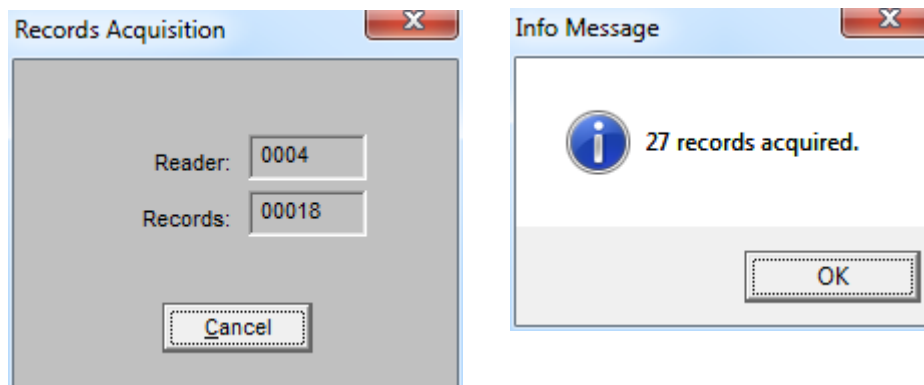 Records Acquisition
Reader: 0004
Records: 00018
Cancel
Info Message
27 records acquired.
OK